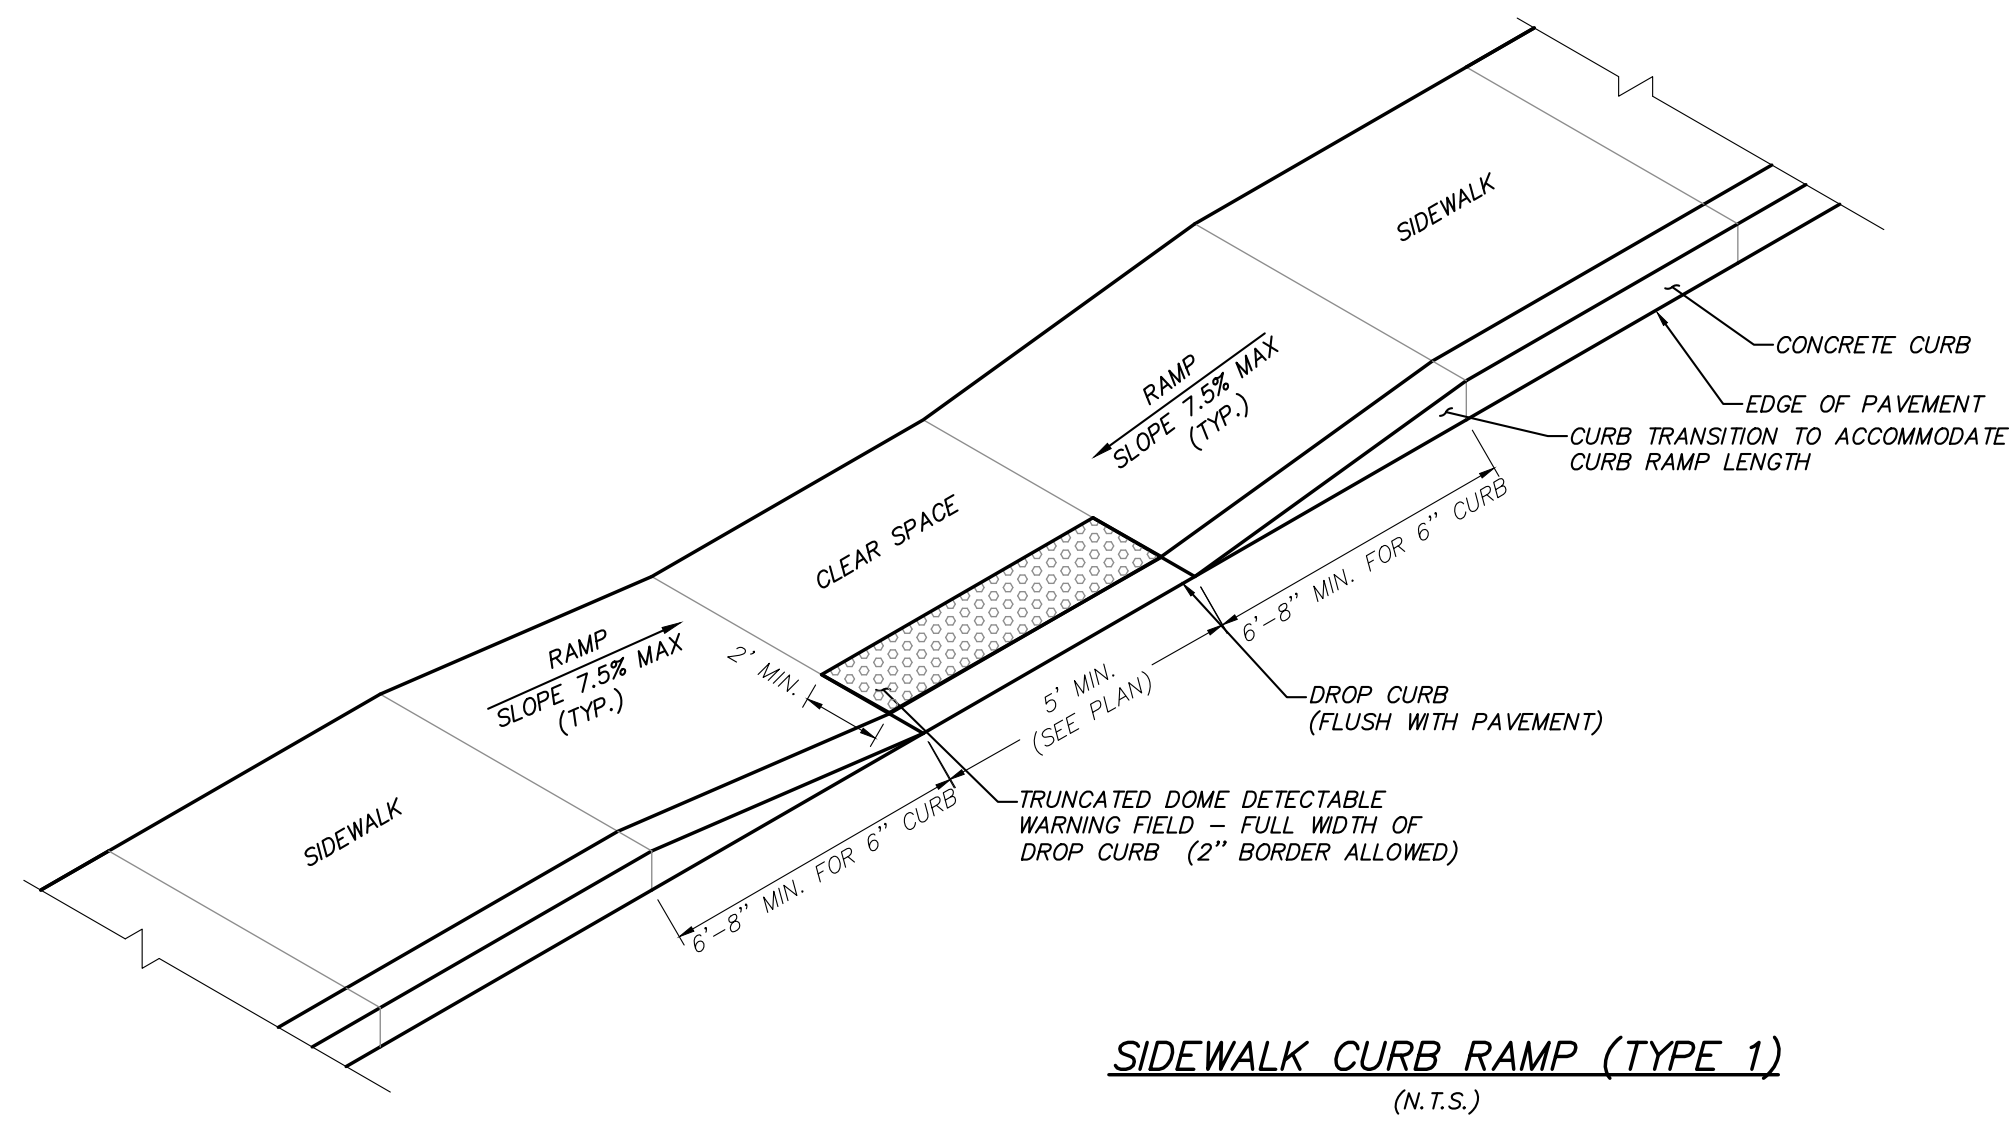 SIDEWALK
RAMP
SLOPE 7.5% MAX
(TYP.)
CLEAR SPACE
RAMP
SLOPE 7.5% MAX
(TYP.)
SIDEWALK
CONCRETE CURB
EDGE OF PAVEMENT
CURB TRANSITION TO ACCOMMODATE
CURB RAMP LENGTH
6'-8" MIN. FOR 6" CURB
2' MIN.
5' MIN.
(SEE PLAN)
DROP CURB
(FLUSH WITH PAVEMENT)
TRUNCATED DOME DETECTABLE
WARNING FIELD – FULL WIDTH OF
DROP CURB (2" BORDER ALLOWED)
6'-8" MIN. FOR 6" CURB
SIDEWALK CURB RAMP (TYPE 1)
(N.T.S.)